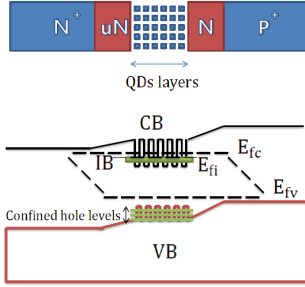 N+ uN N P+
QDs layers
CB
Efc
IB Efi
Efv
Confined hole levels
VB